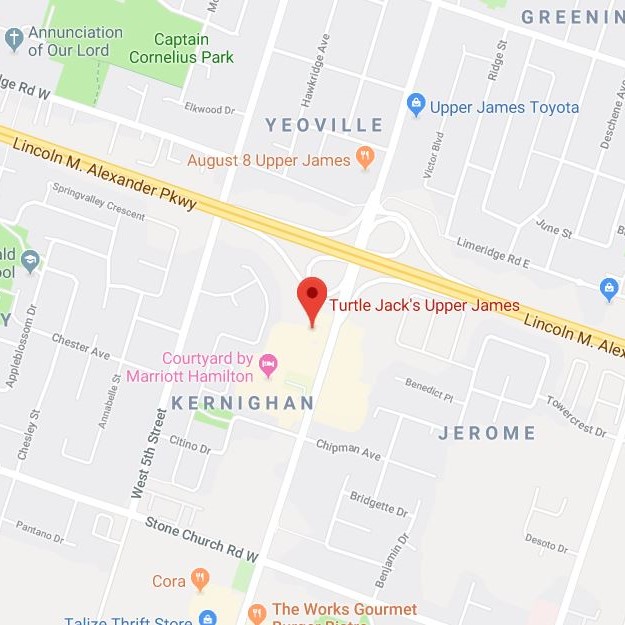 GREENIN
Annunciation
of Our Lord
Captain
Cornelius Park
Mo
Hawkridge Ave
Ridge St
Deschene Ave
dge Rd W
Elkwood Dr
YEOVILLE
Upper James Toyota
Victor Blvd
August 8 Upper James
Lincoln M. Alexander Pkwy
Springvalley Crescent
June St
B
Limeridge Rd E
ald
ool
Turtle Jack's Upper James
Lincoln M. Alex
Y
Appleblossom Dr
Chester Ave
Courtyard by
Marriott Hamilton
Annabelle St
Benedict Pl
KERNIGHAN
Towercrest Dr
Chesley St
West 5th Street
Citino Dr
JEROME
Chipman Ave
Bridgette Dr
Pantano Dr
Stone Church Rd W
Benjamin Dr
Desoto Dr
Cora
The Works Gourmet
Burger Bistro
Talize Thrift Store